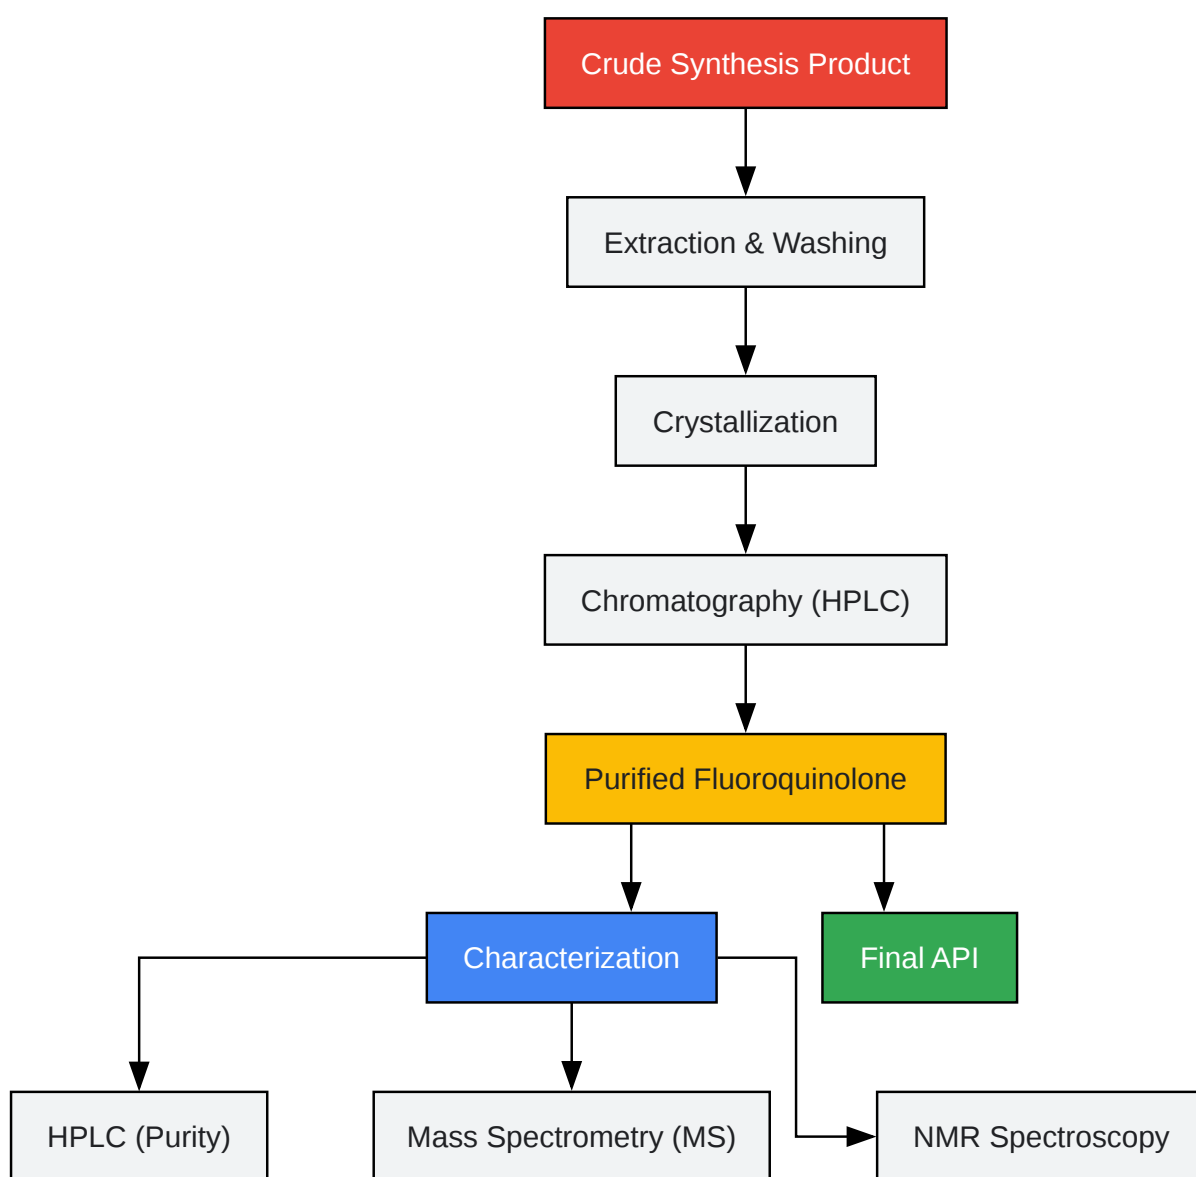 Crude Synthesis Product
Extraction & Washing
Crystallization
Chromatography (HPLC)
Purified Fluoroquinolone
Characterization
Final API
HPLC (Purity)
Mass Spectrometry (MS)
NMR Spectroscopy